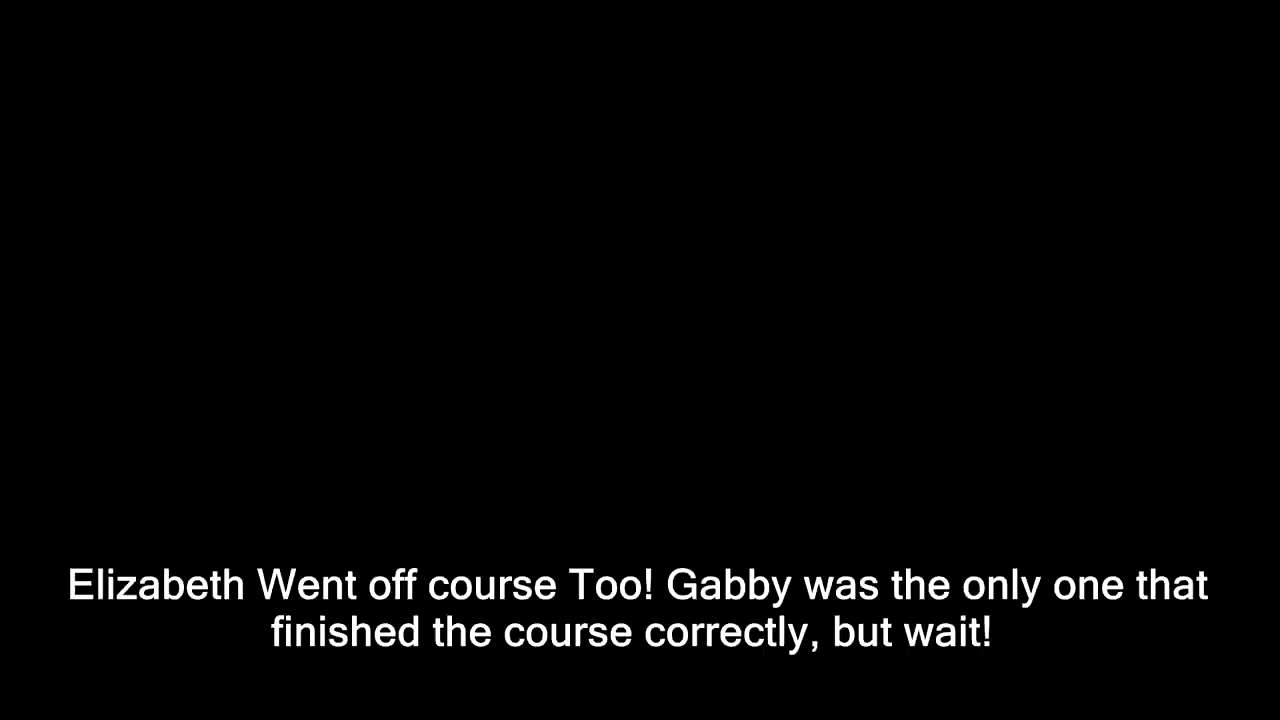 Elizabeth Went off course Too! Gabby was the only one that
finished the course correctly, but wait!